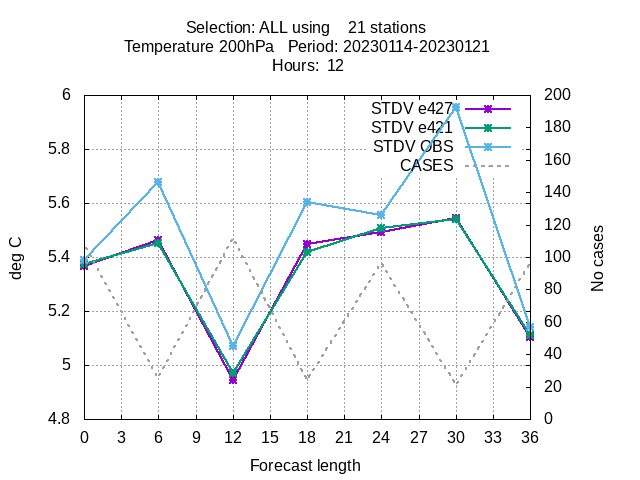 Selection: ALL using    21 stations
Temperature 200hPa   Period: 20230114-20230121
Hours:  12
6
5.8
5.6
5.4
5.2
5
4.8
deg C
STDV e427
STDV e421
STDV OBS
CASES
200
180
160
140
120
100
80
60
40
20
0
No cases
0 3 6 9 12 15 18 21 24 27 30 33 36
Forecast length